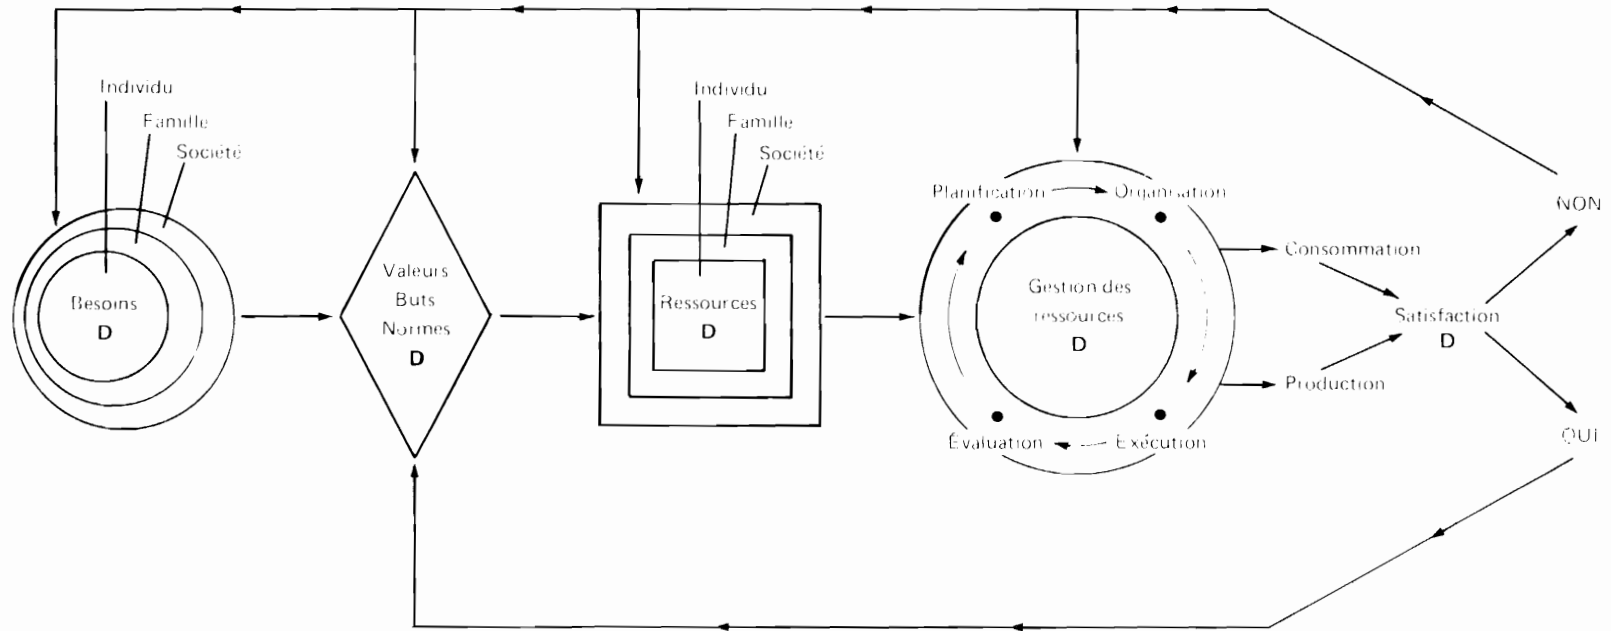 Individu
Famille
Société
Besoins
D
Valeurs
Buts
Normes
D
Individu
Famille
Société
Ressources
D
Planification
Organisation
Gestion des
ressources
D
Évaluation
Exécution
Consommation
Production
Satisfaction
D
NON
OUI